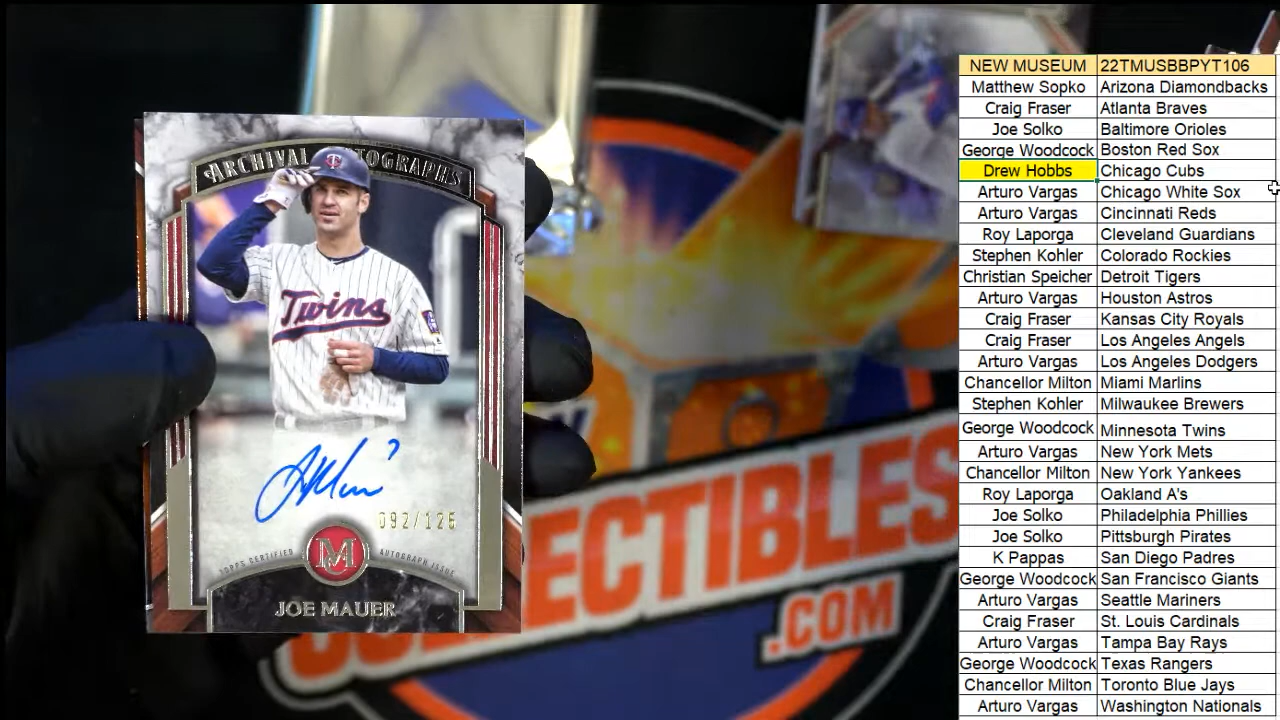 ARCHIVAL AUTOGRAPHS
Twins
092/125
TOPPS CERTIFIED AUTOGRAPH ISSUE
M
JOE MAUER
COLLECTIBLES
.COM
NEW MUSEUM 22TMUSBBPYT106
Matthew Sopko Arizona Diamondbacks
Craig Fraser Atlanta Braves
Joe Solko Baltimore Orioles
George Woodcock Boston Red Sox
Drew Hobbs Chicago Cubs
Arturo Vargas Chicago White Sox
Arturo Vargas Cincinnati Reds
Roy Laporga Cleveland Guardians
Stephen Kohler Colorado Rockies
Christian Speicher Detroit Tigers
Arturo Vargas Houston Astros
Craig Fraser Kansas City Royals
Craig Fraser Los Angeles Angels
Arturo Vargas Los Angeles Dodgers
Chancellor Milton Miami Marlins
Stephen Kohler Milwaukee Brewers
George Woodcock Minnesota Twins
Arturo Vargas New York Mets
Chancellor Milton New York Yankees
Roy Laporga Oakland A's
Joe Solko Philadelphia Phillies
Joe Solko Pittsburgh Pirates
K Pappas San Diego Padres
George Woodcock San Francisco Giants
Arturo Vargas Seattle Mariners
Craig Fraser St. Louis Cardinals
Arturo Vargas Tampa Bay Rays
George Woodcock Texas Rangers
Chancellor Milton Toronto Blue Jays
Arturo Vargas Washington Nationals